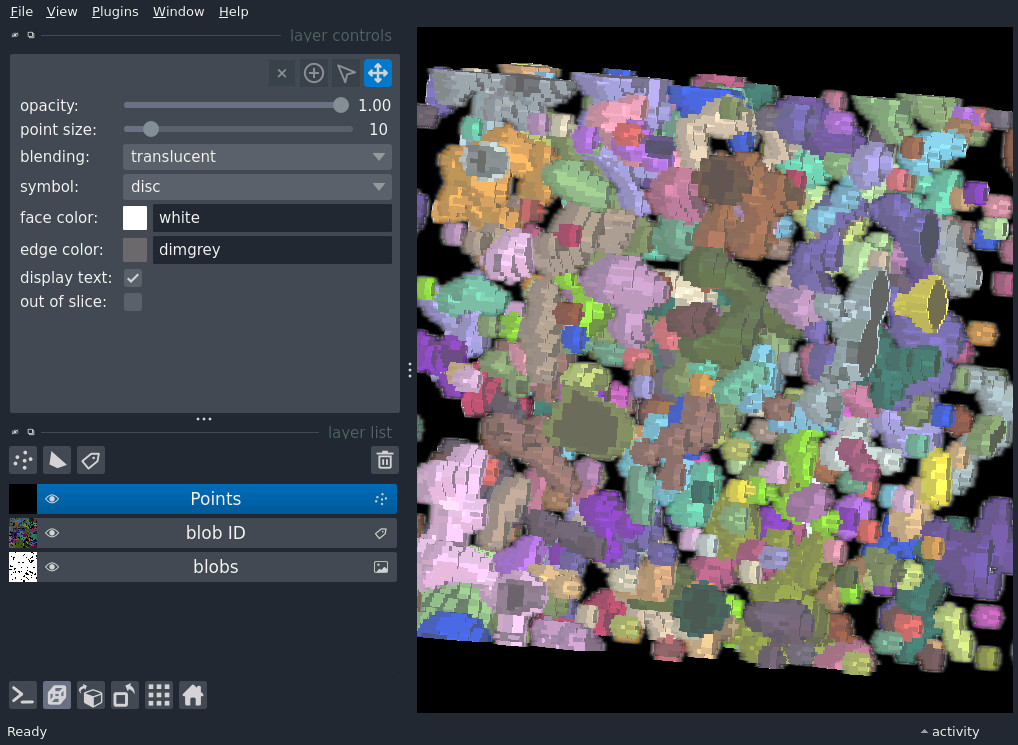 File View Plugins Window Help
layer controls
opacity: 1.00
point size: 10
blending: translucent
symbol: disc
face color: white
edge color: dimgrey
display text:
out of slice:
layer list
Points
blob ID
blobs
Ready activity